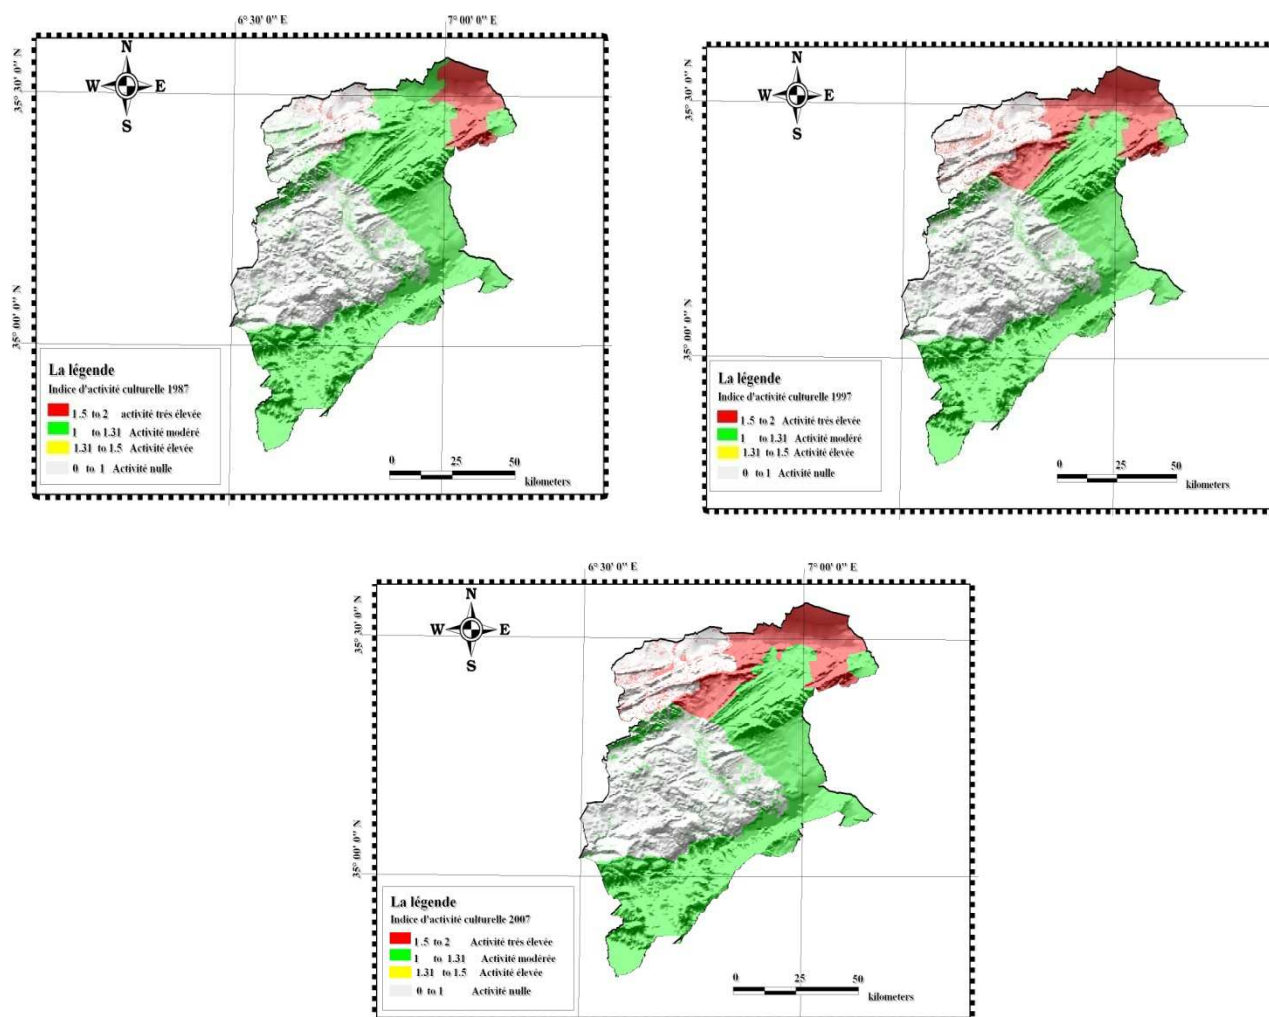 6° 30' 0'' E
7° 00' 0'' E
N
W
E
S
35° 30' 0'' N
35° 00' 0'' N
La légende
Indice d'activité culturelle 1987
1.5 to 2 activité trés élevée
1 to 1.31 Activité modéré
1.31 to 1.5 Activité élevée
0 to 1 Activité nulle
0 25 50
kilometers
N
W
E
S
35° 30' 0'' N
35° 00' 0'' N
La légende
Indice d'activité culturelle 1997
1.5 to 2 Activité trés élevée
1 to 1.31 Activité modéré
1.31 to 1.5 Activité élevée
0 to 1 Activité nulle
0 25 50
kilometers
6° 30' 0'' E
7° 00' 0'' E
N
W
E
S
35° 30' 0'' N
35° 00' 0'' N
La légende
Indice d'activité culturelle 2007
1.5 to 2 Activité trés élevée
1 to 1.31 Activité modérée
1.31 to 1.5 Activité élevée
0 to 1 Activité nulle
0 25 50
kilometers